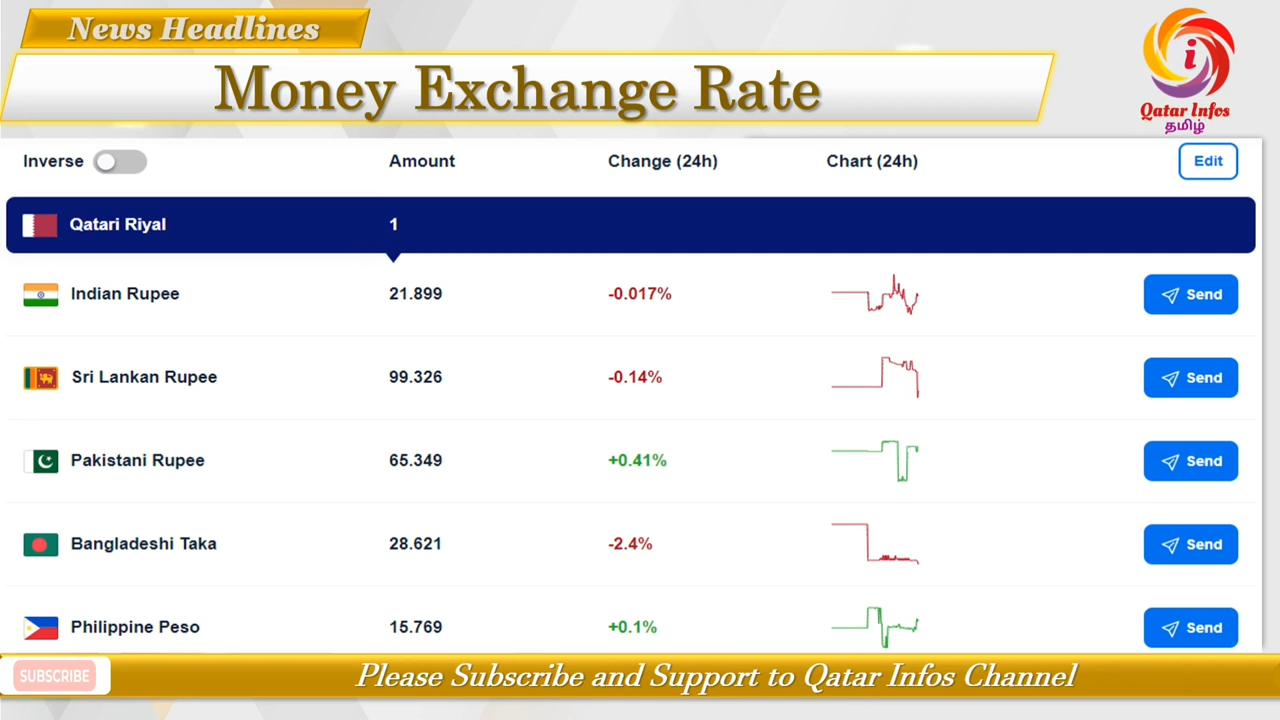 News Headlines
Money Exchange Rate
i
Qatar Infos
தமிழ்
Inverse Amount Change (24h) Chart (24h) Edit
Qatari Riyal 1
Indian Rupee 21.899 -0.017% Send
Sri Lankan Rupee 99.326 -0.14% Send
Pakistani Rupee 65.349 +0.41% Send
Bangladeshi Taka 28.621 -2.4% Send
Philippine Peso 15.769 +0.1% Send
SUBSCRIBE Please Subscribe and Support to Qatar Infos Channel